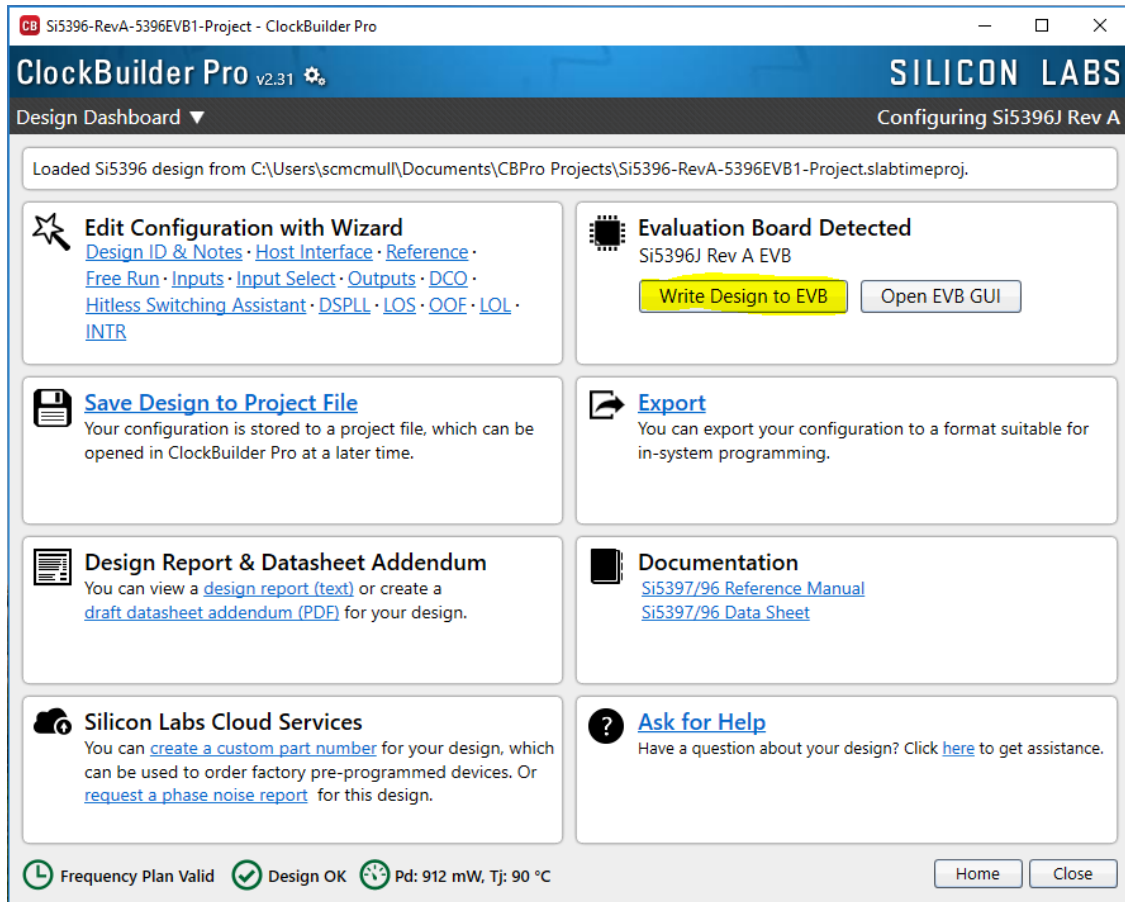 CB Si5396-RevA-5396EVB1-Project - ClockBuilder Pro
ClockBuilder Pro v2.31
SILICON LABS
Design Dashboard ▼
Configuring Si5396J Rev A
Loaded Si5396 design from C:\Users\scmcmull\Documents\CBPro Projects\Si5396-RevA-5396EVB1-Project.slabtimeproj.
Edit Configuration with Wizard
Design ID & Notes · Host Interface · Reference ·
Free Run · Inputs · Input Select · Outputs · DCO ·
Hitless Switching Assistant · DSPLL · LOS · OOF · LOL ·
INTR
Evaluation Board Detected
Si5396J Rev A EVB
Write Design to EVB
Open EVB GUI
Save Design to Project File
Your configuration is stored to a project file, which can be
opened in ClockBuilder Pro at a later time.
Export
You can export your configuration to a format suitable for
in-system programming.
Design Report & Datasheet Addendum
You can view a design report (text) or create a
draft datasheet addendum (PDF) for your design.
Documentation
Si5397/96 Reference Manual
Si5397/96 Data Sheet
Silicon Labs Cloud Services
You can create a custom part number for your design, which
can be used to order factory pre-programmed devices. Or
request a phase noise report for this design.
Ask for Help
Have a question about your design? Click here to get assistance.
Frequency Plan Valid
Design OK
Pd: 912 mW, Tj: 90 °C
Home
Close